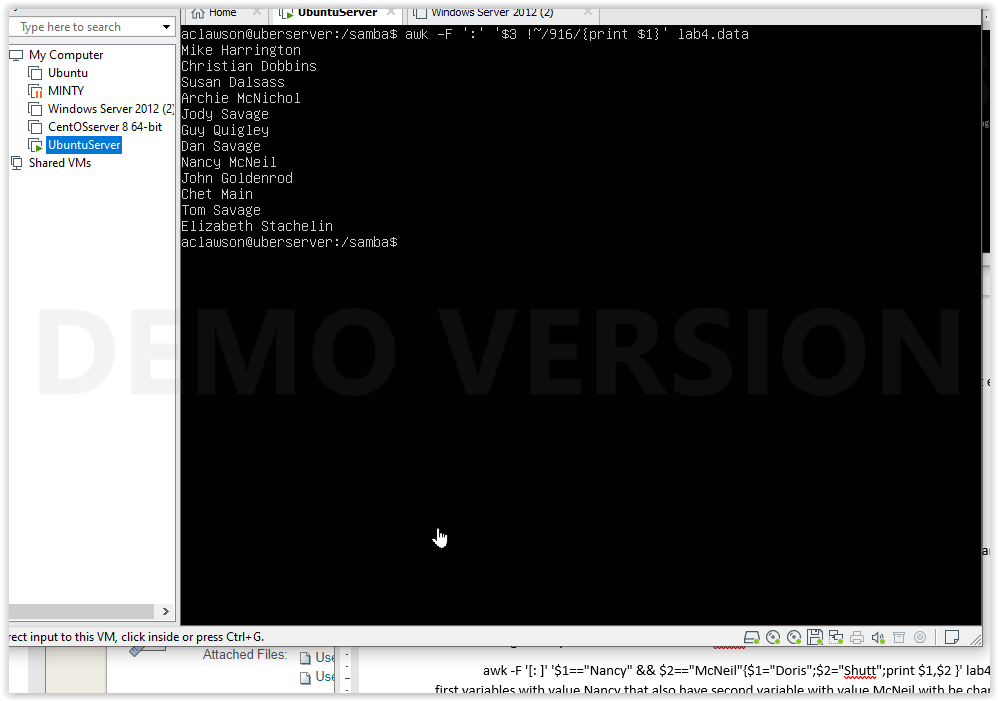 Home
UbuntuServer
Windows Server 2012 (2)
Type here to search
My Computer
Ubuntu
MINTY
Windows Server 2012 (2)
CentOSserver 8 64-bit
UbuntuServer
Shared VMs
aclawson@uberserver:/samba$ awk -F ':' '$3 !~/916/{print $1}' lab4.data
Mike Harrington
Christian Dobbins
Susan Dalsass
Archie McNichol
Jody Savage
Guy Quigley
Dan Savage
Nancy McNeil
John Goldenrod
Chet Main
Tom Savage
Elizabeth Stachelin
aclawson@uberserver:/samba$
DEMO VERSION
rect input to this VM, click inside or press Ctrl+G.
Attached Files:
Use
Use
awk -F '[: ]' '$1=="Nancy" && $2=="McNeil"{$1="Doris";$2="Shutt";print $1,$2 }' lab4
first variables with value Nancy that also have second variable with value McNeil with be chan